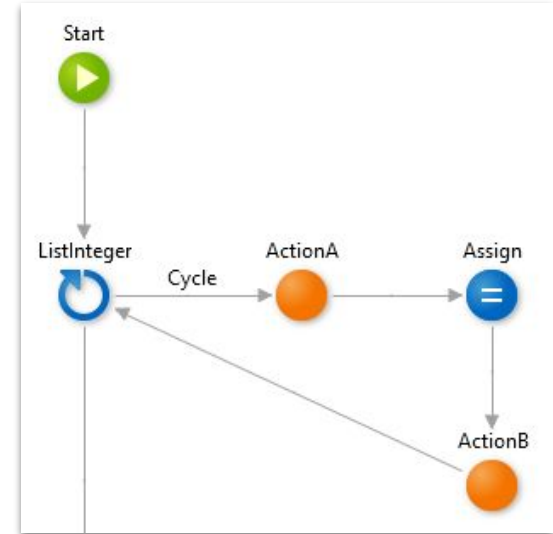 Start
ListInteger
Cycle
ActionA
Assign
ActionB